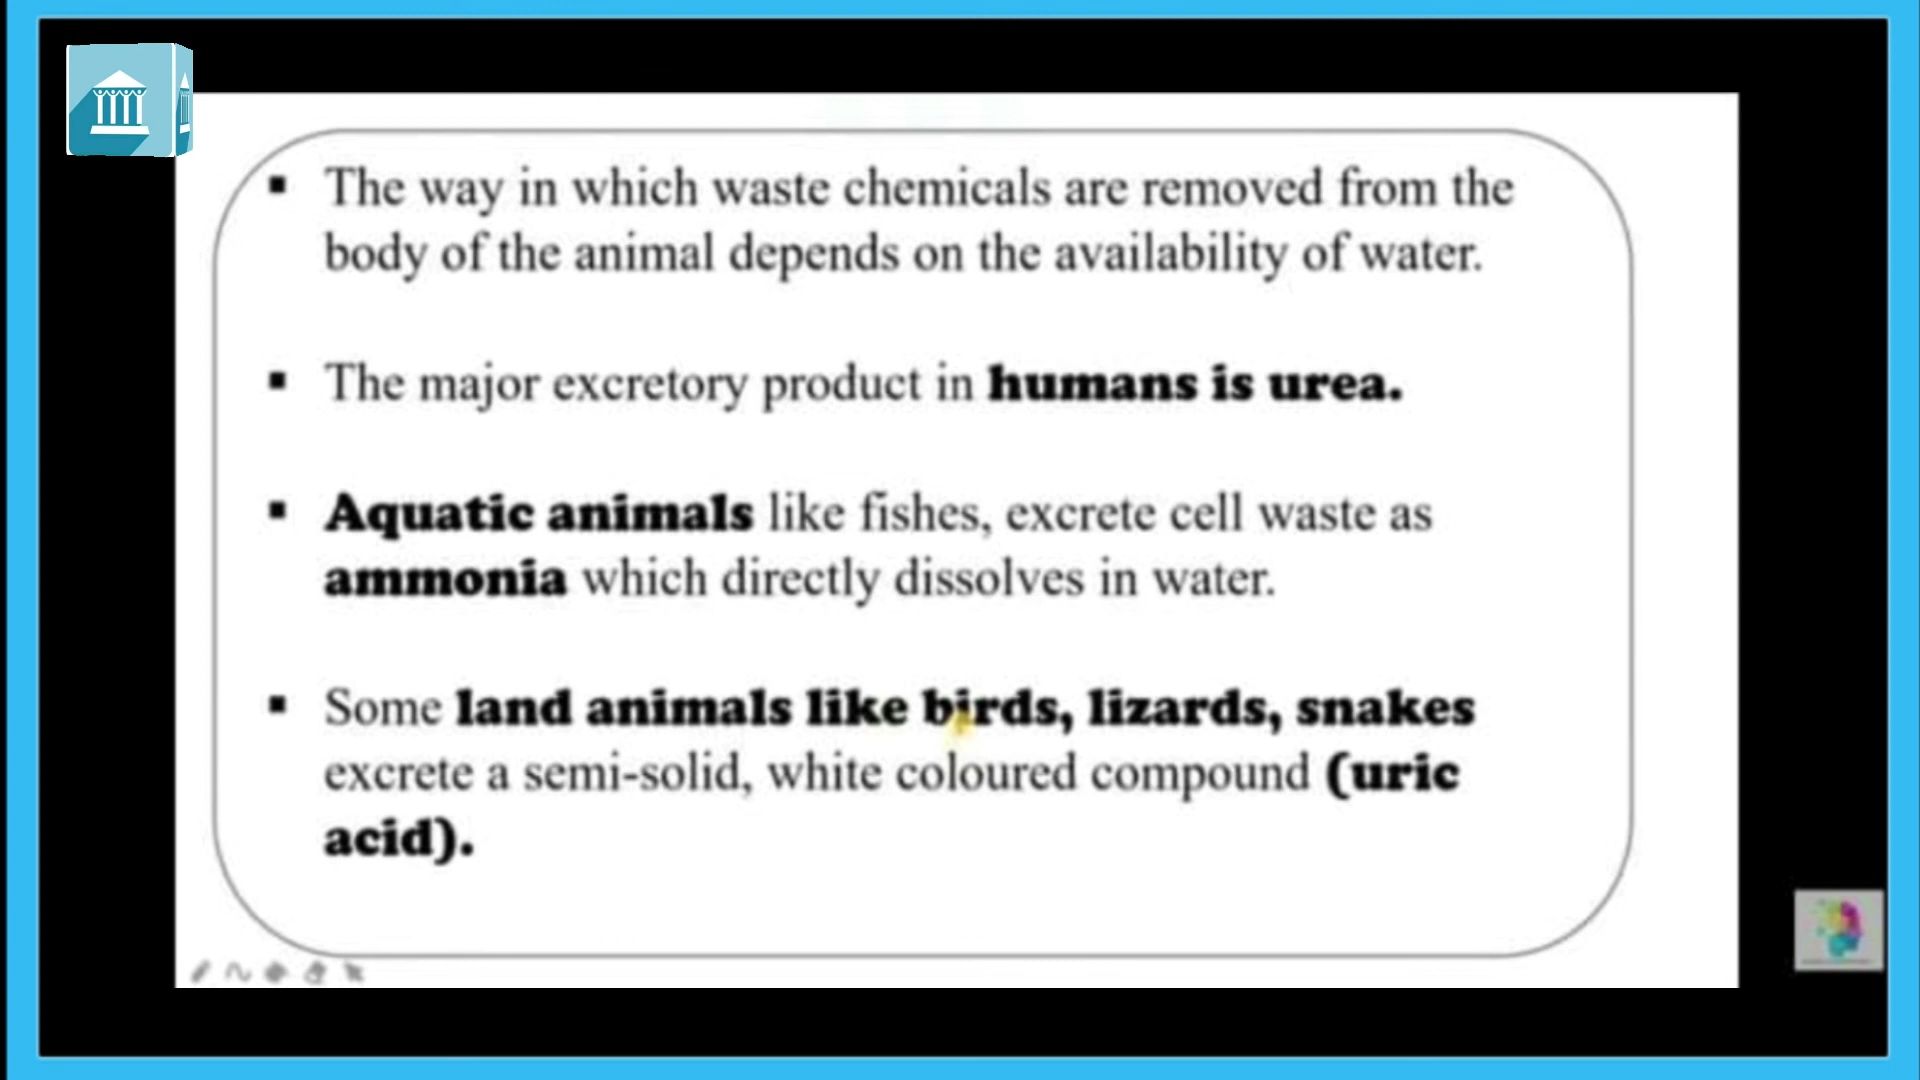 ▪ The way in which waste chemicals are removed from the
body of the animal depends on the availability of water.
▪ The major excretory product in humans is urea.
▪ Aquatic animals like fishes, excrete cell waste as
ammonia which directly dissolves in water.
▪ Some land animals like birds, lizards, snakes
excrete a semi-solid, white coloured compound (uric
acid).